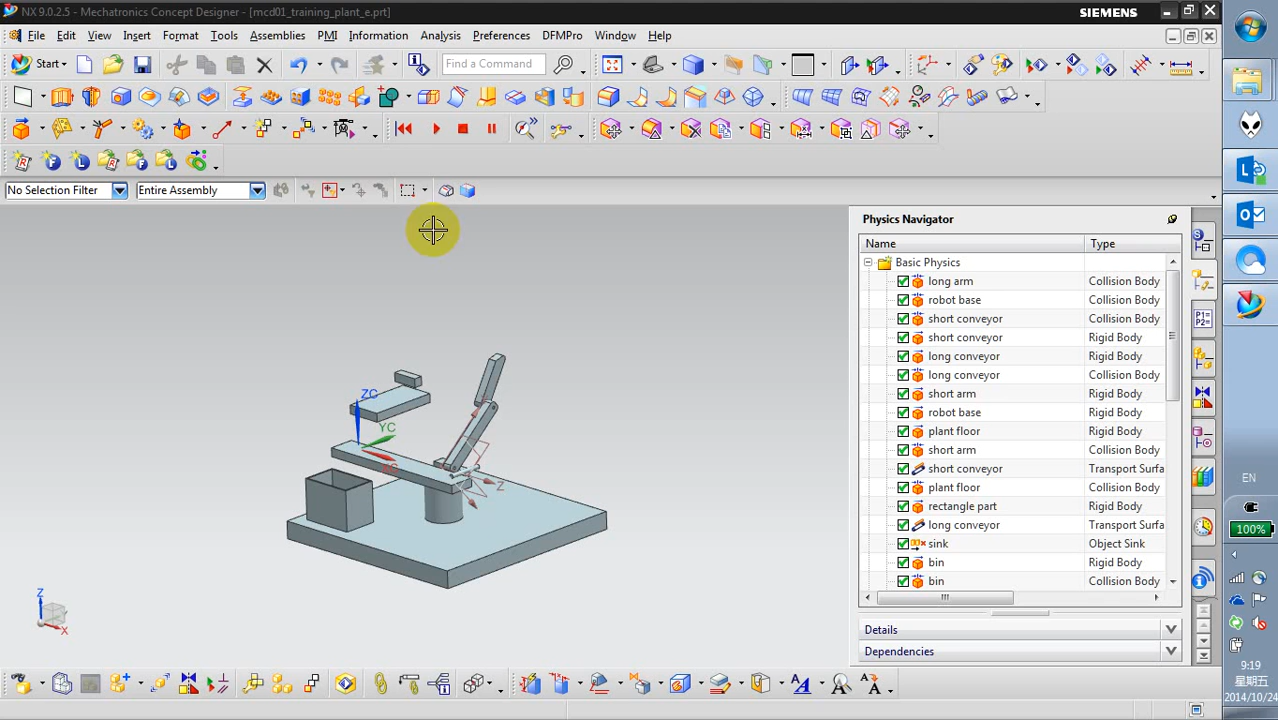 NX 9.0.2.5 - Mechatronics Concept Designer - [mcd01_training_plant_e.prt]
SIEMENS
File Edit View Insert Format Tools Assemblies PMI Information Analysis Preferences DFMPro Window Help
Start
Find a Command
No Selection Filter
Entire Assembly
Physics Navigator
Name Type
Basic Physics
long arm Collision Body
robot base Collision Body
short conveyor Collision Body
short conveyor Rigid Body
long conveyor Rigid Body
long conveyor Collision Body
short arm Rigid Body
robot base Rigid Body
plant floor Rigid Body
short arm Collision Body
short conveyor Transport Surfa
plant floor Collision Body
rectangle part Rigid Body
long conveyor Transport Surfa
sink Object Sink
bin Rigid Body
bin Collision Body
Details
Dependencies
ZC
YC
XC
Z
Z
X
P1=
P2=
EN
100%
9:19
星期五
2014/10/24